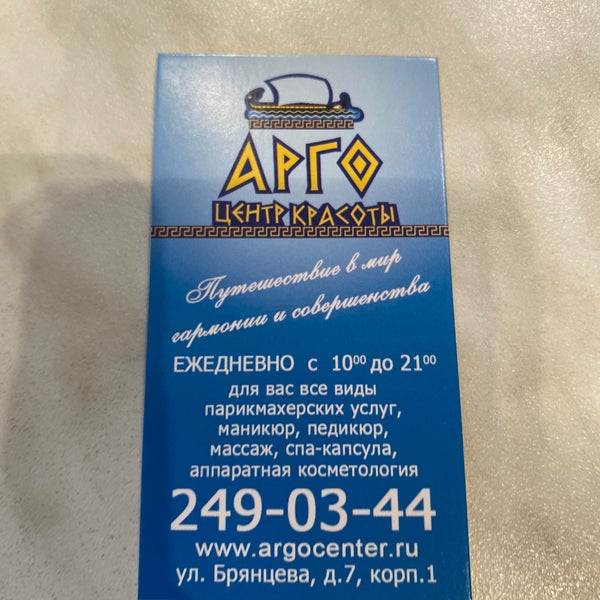 АРГО
ЦЕНТР КРАСОТЫ
Путешествие в мир
гармонии и совершенства
ЕЖЕДНЕВНО с 10⁰⁰ до 21⁰⁰
для вас все виды
парикмахерских услуг,
маникюр, педикюр,
массаж, спа-капсула,
аппаратная косметология
249-03-44
www.argocenter.ru
ул. Брянцева, д.7, корп.1